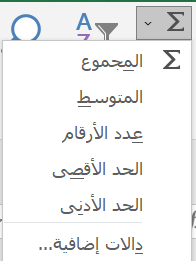 A
Z
Σ
Σ المجموع
المتوسط
عدد الأرقام
الحد الأقصى
الحد الأدنى
دالات إضافية...